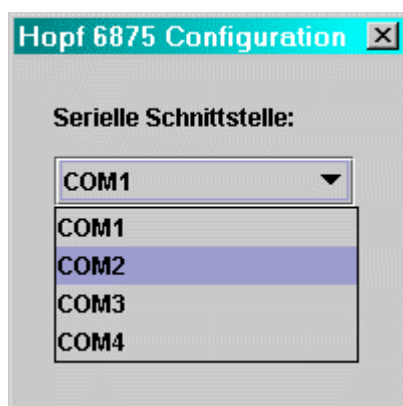 Hopf 6875 Configuration
Serielle Schnittstelle:
COM1
COM1
COM2
COM3
COM4